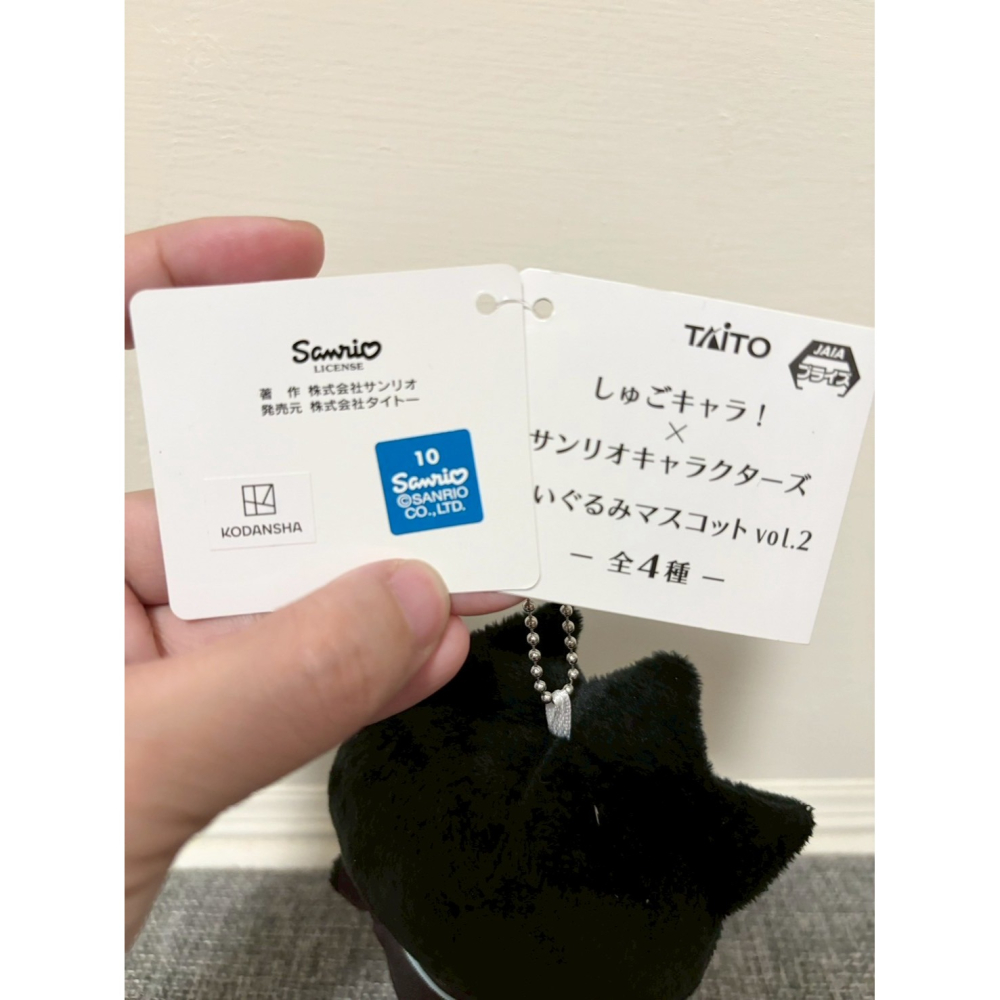 Sanrio
LICENSE
著 作 株式会社サンリオ
発売元 株式会社タイトー
KODANSHA
10
Sanrio
©SANRIO
CO.,LTD.
TAITO
JAIA
プライズ
しゅごキャラ！
×
サンリオキャラクターズ
いぐるみマスコット vol.2
― 全4種 ―